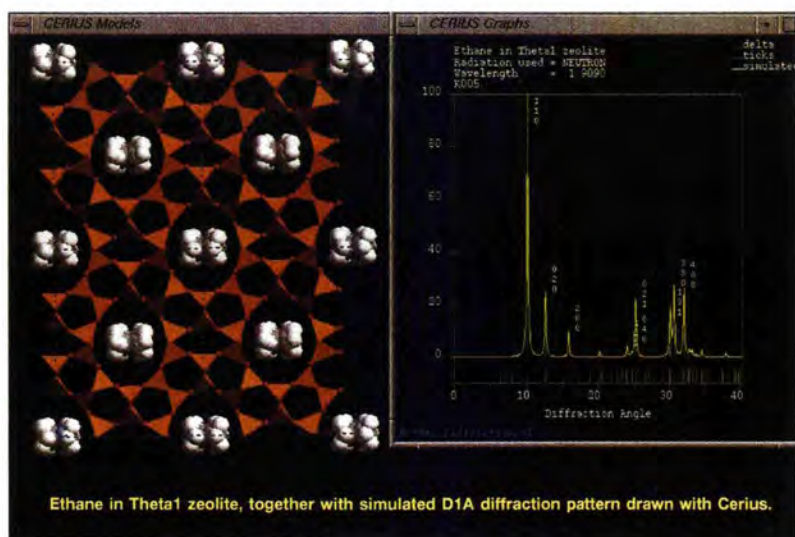 CERIUS Models
CERIUS Graphs
Ethane in Theta1 zeolite
Radiation used = NEUTRON
Wavelength = 1.9090
K005
delta
ticks
simulated
100
80
60
40
20
0
0 10 20 30 40
Diffraction Angle
Ethane in Theta1 zeolite, together with simulated D1A diffraction pattern drawn with Cerius.